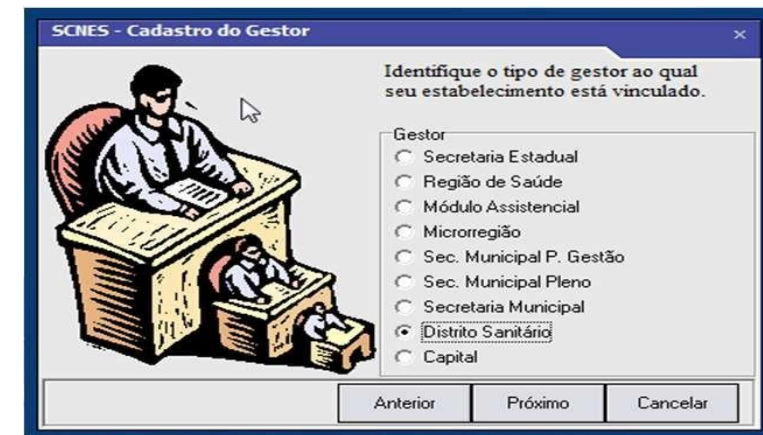 SCNES - Cadastro do Gestor
Identifique o tipo de gestor ao qual
seu estabelecimento está vinculado.
Gestor
Secretaria Estadual
Região de Saúde
Módulo Assistencial
Microrregião
Sec. Municipal P. Gestão
Sec. Municipal Pleno
Secretaria Municipal
Distrito Sanitário
Capital
Anterior Próximo Cancelar